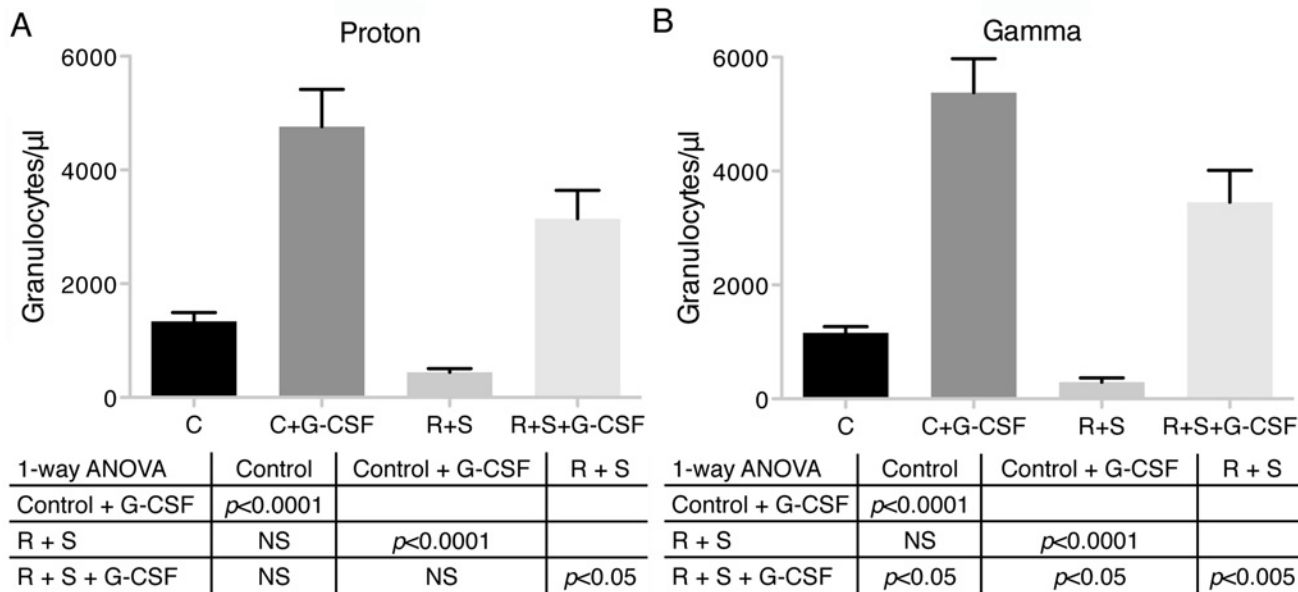 A
Proton
6000
4000
2000
0
Granulocytes/µl
C C+G-CSF R+S R+S+G-CSF
1-way ANOVA Control Control + G-CSF R + S
Control + G-CSF p<0.0001
R + S NS p<0.0001
R + S + G-CSF NS NS p<0.05
B
Gamma
6000
4000
2000
0
Granulocytes/µl
C C+G-CSF R+S R+S+G-CSF
1-way ANOVA Control Control + G-CSF R + S
Control + G-CSF p<0.0001
R + S NS p<0.0001
R + S + G-CSF p<0.05 p<0.05 p<0.005